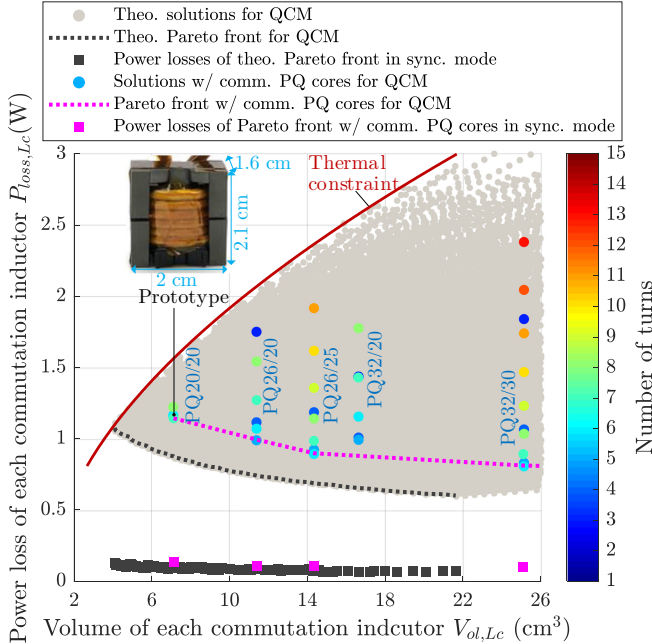 Theo. solutions for QCM
Theo. Pareto front for QCM
Power losses of theo. Pareto front in sync. mode
Solutions w/ comm. PQ cores for QCM
Pareto front w/ comm. PQ cores for QCM
Power losses of Pareto front w/ comm. PQ cores in sync. mode
Power loss of each commutation inductor P_{loss,Lc}(W)
3
2.5
2
1.5
1
0.5
0
Thermal
constraint
1.6 cm
2.1 cm
2 cm
Prototype
PQ20/20
PQ26/20
PQ26/25
PQ32/20
PQ32/30
2
6
10
14
18
22
26
Volume of each commutation indcutor V_{ol,Lc} (cm³)
15
14
13
12
11
10
9
8
7
6
5
4
3
2
1
Number of turns